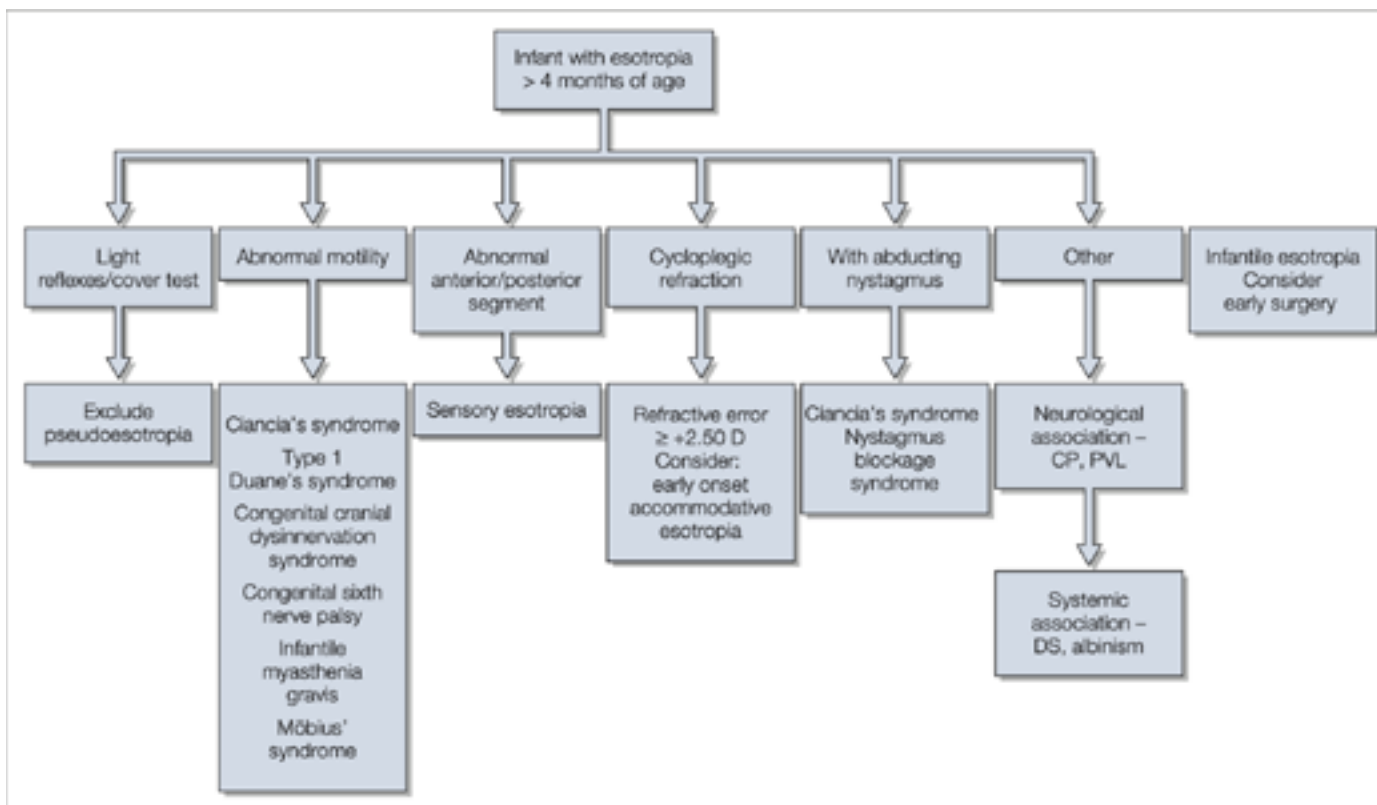 Infant with esotropia
> 4 months of age
Light
reflexes/cover test
Abnormal motility
Abnormal
anterior/posterior
segment
Cycloplegic
refraction
With abducting
nystagmus
Other
Infantile esotropia
Consider
early surgery
Exclude
pseudoesotropia
Ciancia's syndrome
Type 1
Duane's syndrome
Congenital cranial
dysinnervation
syndrome
Congenital sixth
nerve palsy
Infantile
myasthenia
gravis
Möbius'
syndrome
Sensory esotropia
Refractive error
≥ +2.50 D
Consider:
early onset
accommodative
esotropia
Ciancia's syndrome
Nystagmus
blockage
syndrome
Neurological
association –
CP, PVL
Systemic
association –
DS, albinism